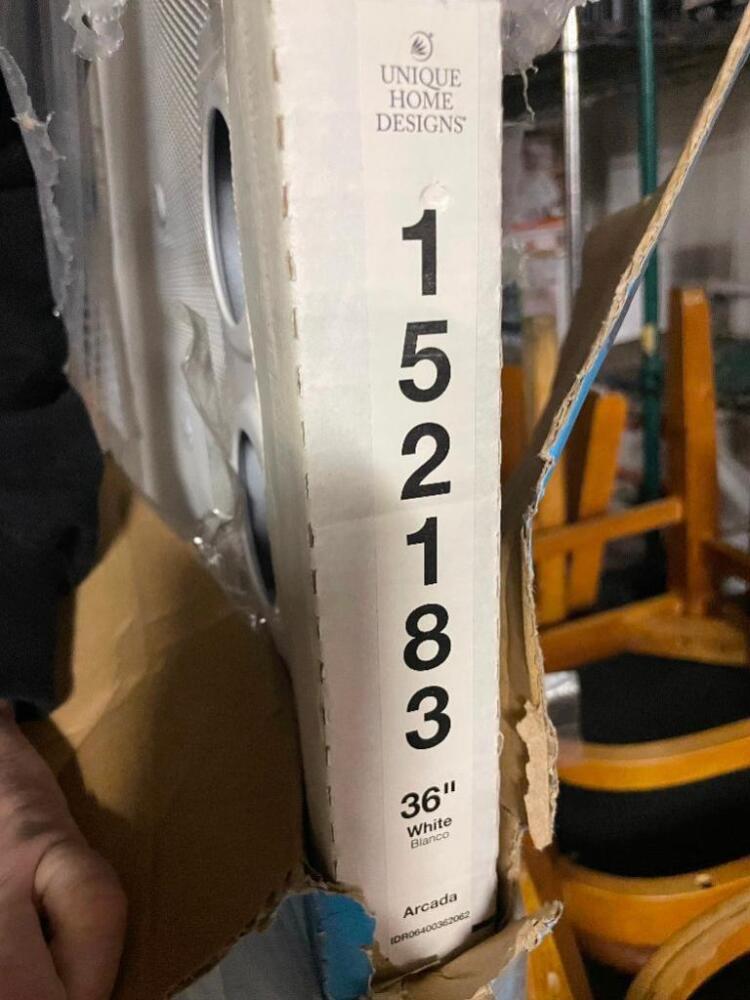 UNIQUE
HOME
DESIGNS®
1
5
2
1
8
3
36"
White
Blanco
Arcada
IDR06400362062